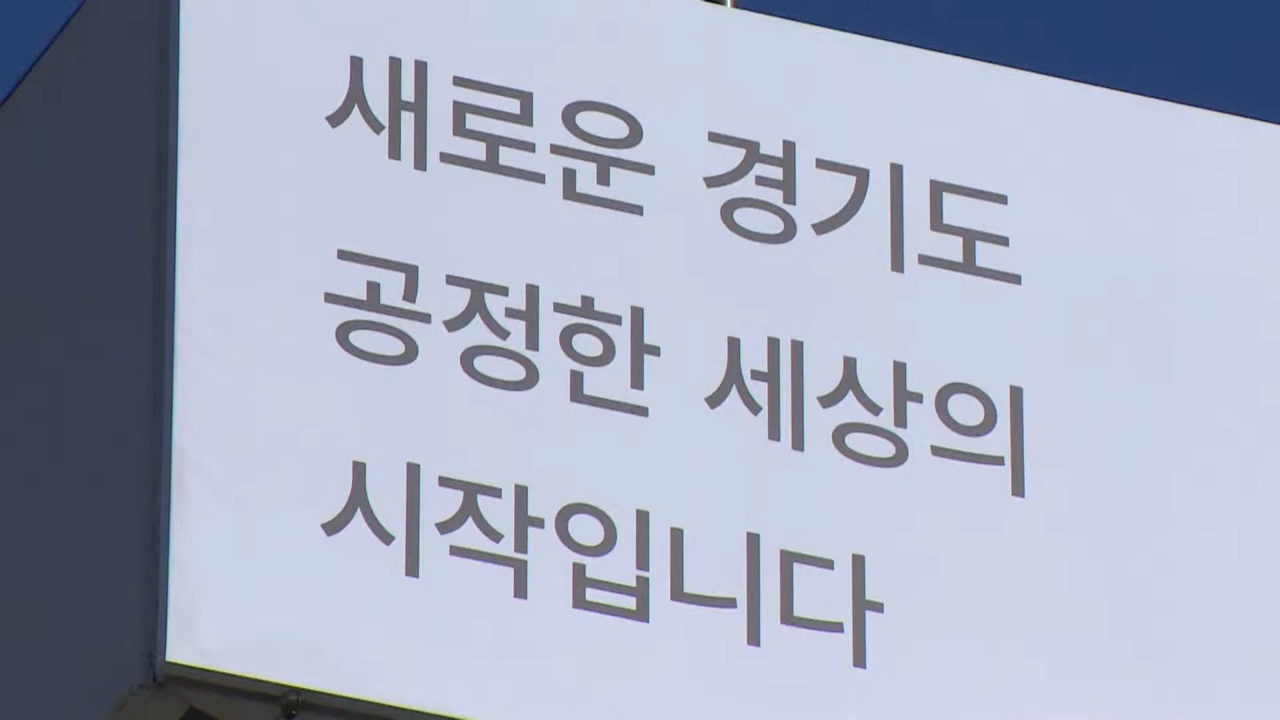 새로운 경기도
공정한 세상의
시작입니다